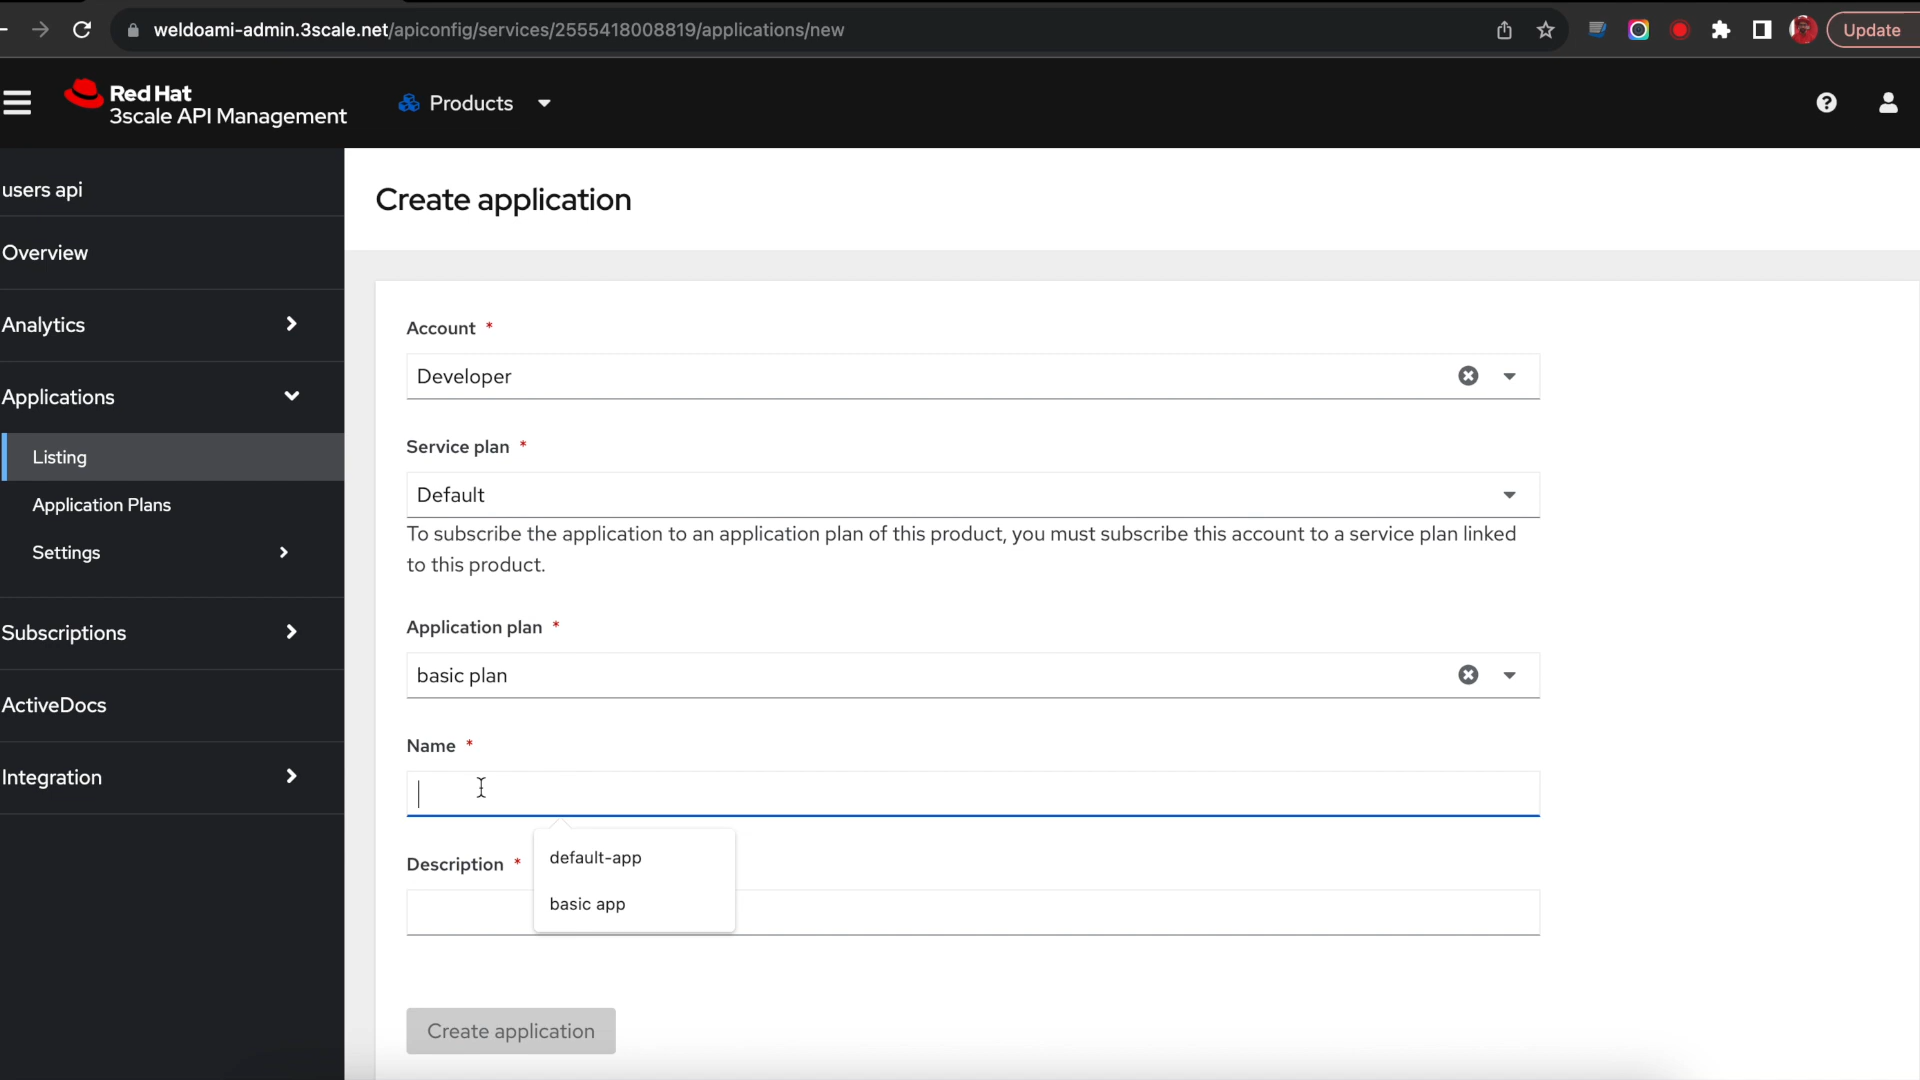 weldoami-admin.3scale.net/apiconfig/services/2555418008819/applications/new
Update
Red Hat
3scale API Management
Products
users api
Overview
Analytics
Applications
Listing
Application Plans
Settings
Subscriptions
ActiveDocs
Integration
Create application
Account *
Developer
Service plan *
Default
To subscribe the application to an application plan of this product, you must subscribe this account to a service plan linked
to this product.
Application plan *
basic plan
Name *
default-app
basic app
Description *
Create application